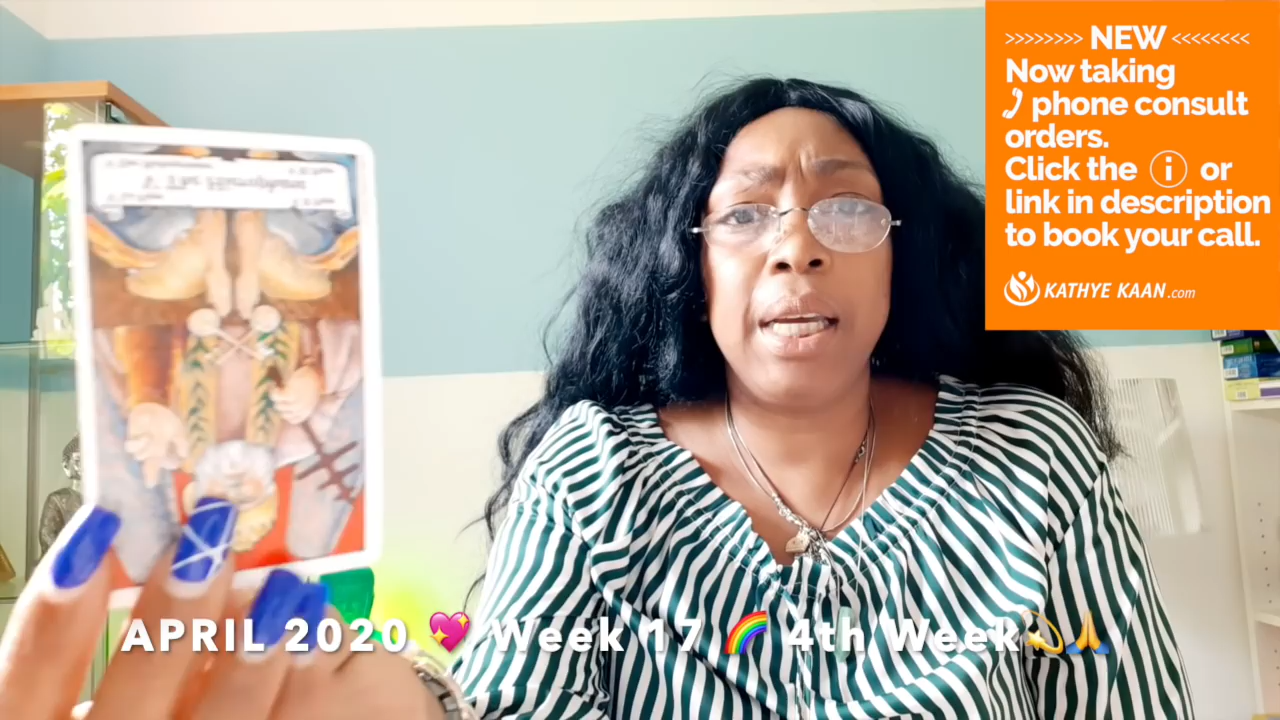 >>>>>>>> NEW <<<<<<<<
Now taking
phone consult
orders.
Click the ⓘ or
link in description
to book your call.
KATHYE KAAN.com
APRIL 2020 💖 Week 17 🌈 4th Week💫🙏